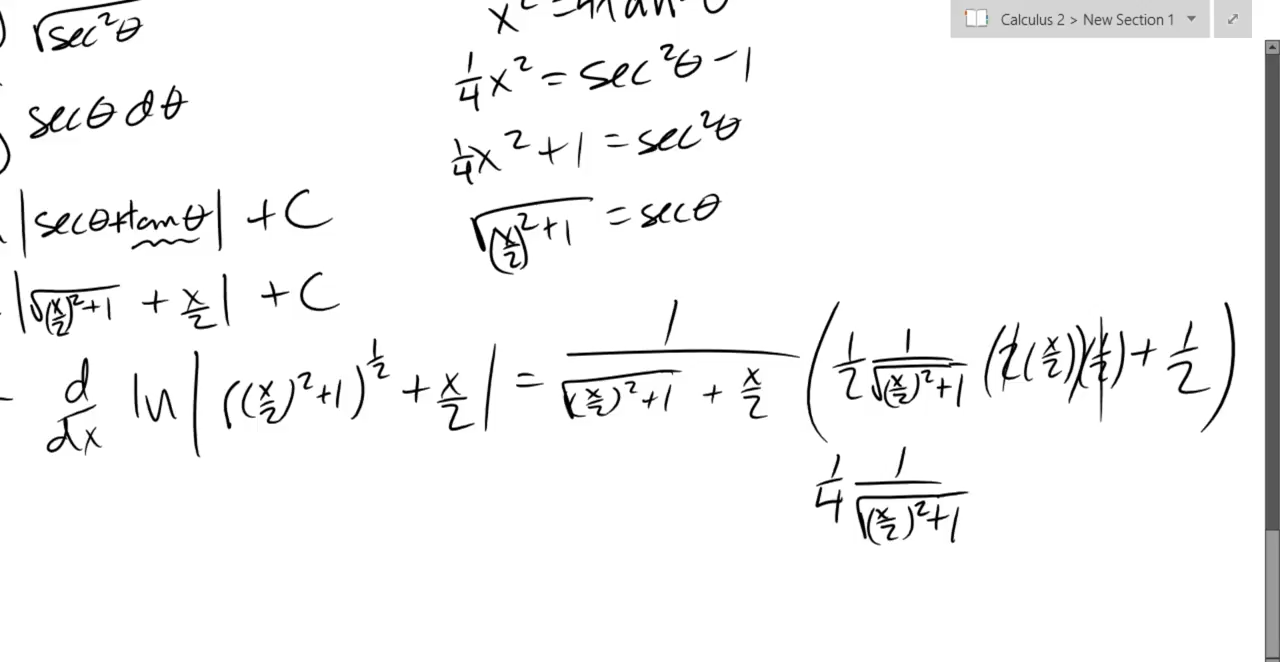 Calculus 2 > New Section 1
√sec²θ
x² = 4tan²θ
¼x² = sec²θ − 1
secθ dθ
¼x² + 1 = sec²θ
|secθ+tanθ| + C
√((x/2)²+1) = secθ
|√((x/2)²+1) + x/2| + C
d/dx ln|((x/2)²+1)^(1/2) + x/2| = 1/(√((x/2)²+1) + x/2) (1/2 1/√((x/2)²+1) (2(x/2))(1/2) + 1/2)
1/4 1/√((x/2)²+1)